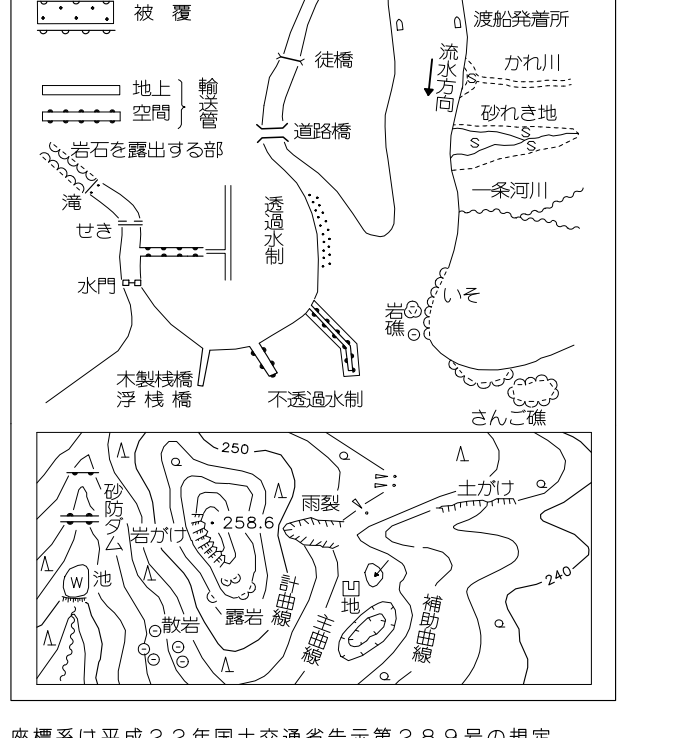 被 覆
渡船発着所
徒橋
流水方向
かれ川
地上
空間
輸送管
砂れき地
道路橋
岩石を露出する部
滝
透過水制
一条河川
せき
水門
いそ
岩礁
木製桟橋
浮桟橋
不透過水制
さんご礁
250
砂防ダム
雨裂
土がけ
岩がけ
258.6
池
W
計曲線
凹地
240
露岩
散岩
主曲線
補助曲線
座標系は平成２２年国土交通省告示第２８９号の規定